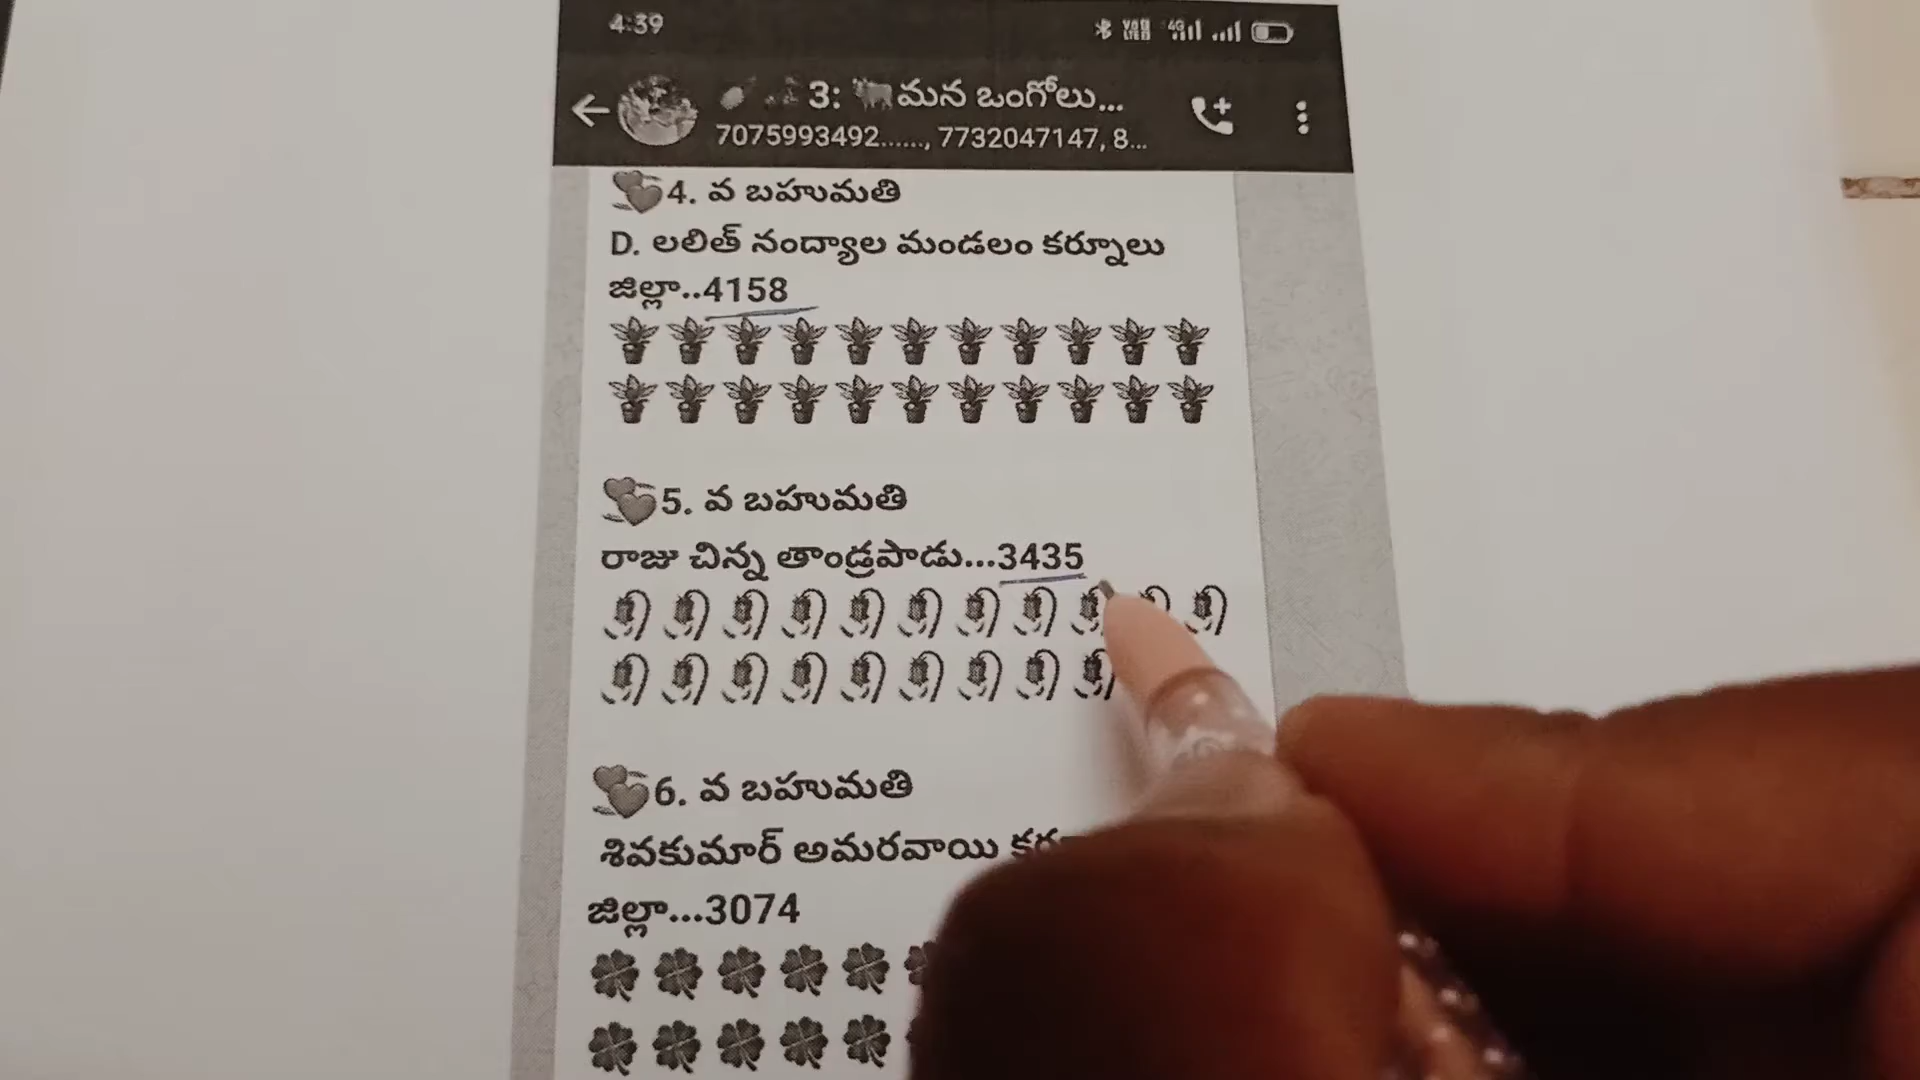 4:39
3: మన ఒంగోలు...
7075993492......, 7732047147, 8...
4. వ బహుమతి
D. లలిత్ నంద్యాల మండలం కర్నూలు
జిల్లా..4158
5. వ బహుమతి
రాజు చిన్న తాండ్రపాడు...3435
6. వ బహుమతి
శివకుమార్ అమరవాయి
జిల్లా...3074